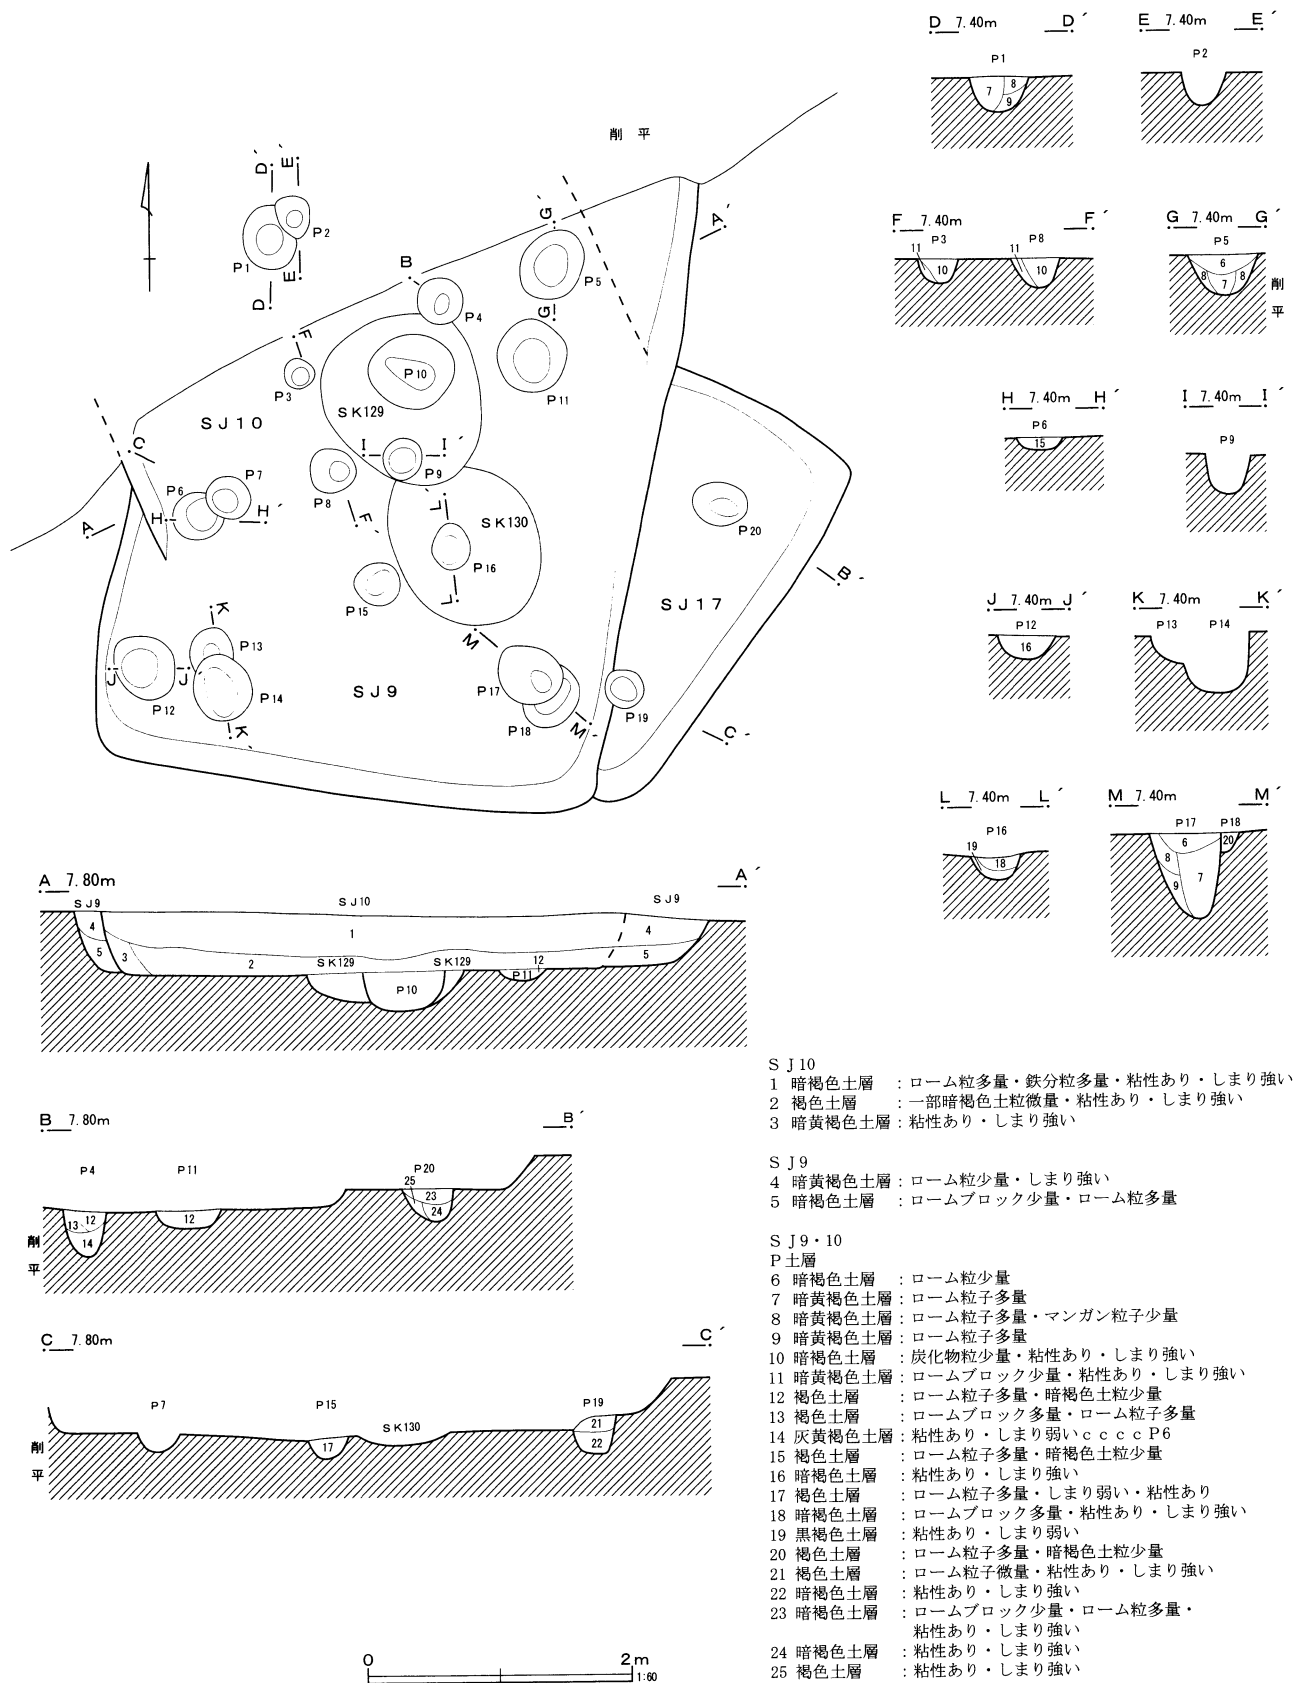 削 平
D´ E´
P1 P2
D E
B
G´
A´
P5
G
P4
F
P3
P10
SK129
P11
SJ10
C
I I´
P7
P6
P8
P9
A
H H´
F´
L´
SK130
P20
P16
P15
L
B´
SJ17
K
M
P13
J J´
SJ9
P17
P14
P12
P18
P19
K´
M´
C´
D 7.40m D´
P1
7 8 9
E 7.40m E´
P2
F 7.40m F´
11 P3 11 P8
10 10
G 7.40m G´
P5
6
8 7 8
削
平
H 7.40m H´
P6
15
I 7.40m I´
P9
J 7.40m J´
P12
16
K 7.40m K´
P13 P14
L 7.40m L´
P16
19
18
M 7.40m M´
P17 P18
6 20
8
9 7
A 7.80m A´
SJ9 SJ10 SJ9
4 1 4
5 3 2 SK129 SK129 12 5
P10 P11
B 7.80m B´
P4 P11 P20
25
23
13 12 12 24
14
削
平
C 7.80m C´
P7 P15 SK130 P19
21
17 22
削
平
SJ10
1 暗褐色土層 : ローム粒多量・鉄分粒多量・粘性あり・しまり強い
2 褐色土層 : 一部暗褐色土粒微量・粘性あり・しまり強い
3 暗黄褐色土層 : 粘性あり・しまり強い
SJ9
4 暗黄褐色土層 : ローム粒少量・しまり強い
5 暗褐色土層 : ロームブロック少量・ローム粒多量
SJ9・10
P土層
6 暗褐色土層 : ローム粒少量
7 暗黄褐色土層 : ローム粒子多量
8 暗黄褐色土層 : ローム粒子多量・マンガン粒子少量
9 暗黄褐色土層 : ローム粒子多量
10 暗褐色土層 : 炭化物粒少量・粘性あり・しまり強い
11 暗黄褐色土層 : ロームブロック少量・粘性あり・しまり強い
12 褐色土層 : ローム粒子多量・暗褐色土粒少量
13 褐色土層 : ロームブロック多量・ローム粒子多量
14 灰黄褐色土層 : 粘性あり・しまり弱いｃｃｃｃP6
15 褐色土層 : ローム粒子多量・暗褐色土粒少量
16 暗褐色土層 : 粘性あり・しまり強い
17 褐色土層 : ローム粒子多量・しまり弱い・粘性あり
18 暗褐色土層 : ロームブロック多量・粘性あり・しまり強い
19 黒褐色土層 : 粘性あり・しまり弱い
20 褐色土層 : ローム粒子多量・暗褐色土粒少量
21 褐色土層 : ローム粒子微量・粘性あり・しまり強い
22 暗褐色土層 : 粘性あり・しまり強い
23 暗褐色土層 : ロームブロック少量・ローム粒多量・
粘性あり・しまり強い
24 暗褐色土層 : 粘性あり・しまり強い
25 褐色土層 : 粘性あり・しまり強い
0 2m
1:60